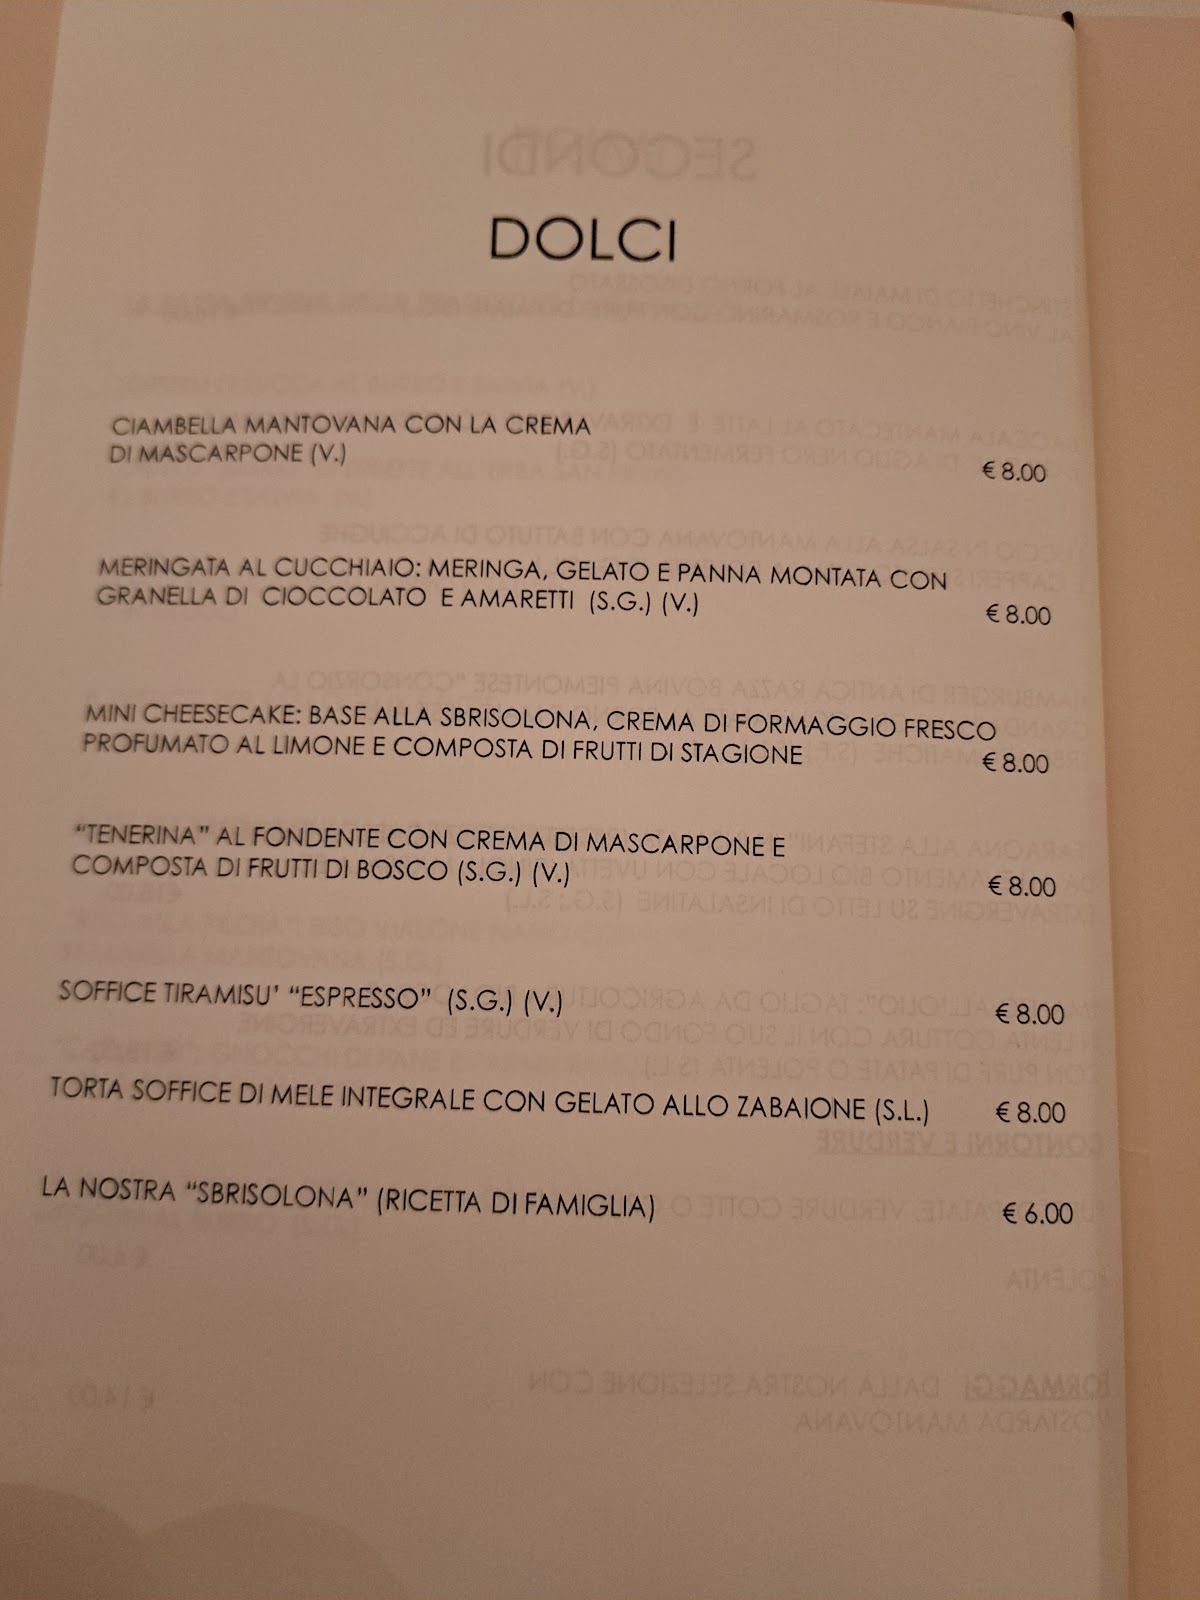 DOLCI
CIAMBELLA MANTOVANA CON LA CREMA
DI MASCARPONE (V.)
€ 8.00
MERINGATA AL CUCCHIAIO: MERINGA, GELATO E PANNA MONTATA CON
GRANELLA DI CIOCCOLATO E AMARETTI (S.G.) (V.)
€ 8.00
MINI CHEESECAKE: BASE ALLA SBRISOLONA, CREMA DI FORMAGGIO FRESCO
PROFUMATO AL LIMONE E COMPOSTA DI FRUTTI DI STAGIONE
€ 8.00
“TENERINA” AL FONDENTE CON CREMA DI MASCARPONE E
COMPOSTA DI FRUTTI DI BOSCO (S.G.) (V.)
€ 8.00
SOFFICE TIRAMISU’ “ESPRESSO” (S.G.) (V.)
€ 8.00
TORTA SOFFICE DI MELE INTEGRALE CON GELATO ALLO ZABAIONE (S.L.)
€ 8.00
LA NOSTRA “SBRISOLONA” (RICETTA DI FAMIGLIA)
€ 6.00